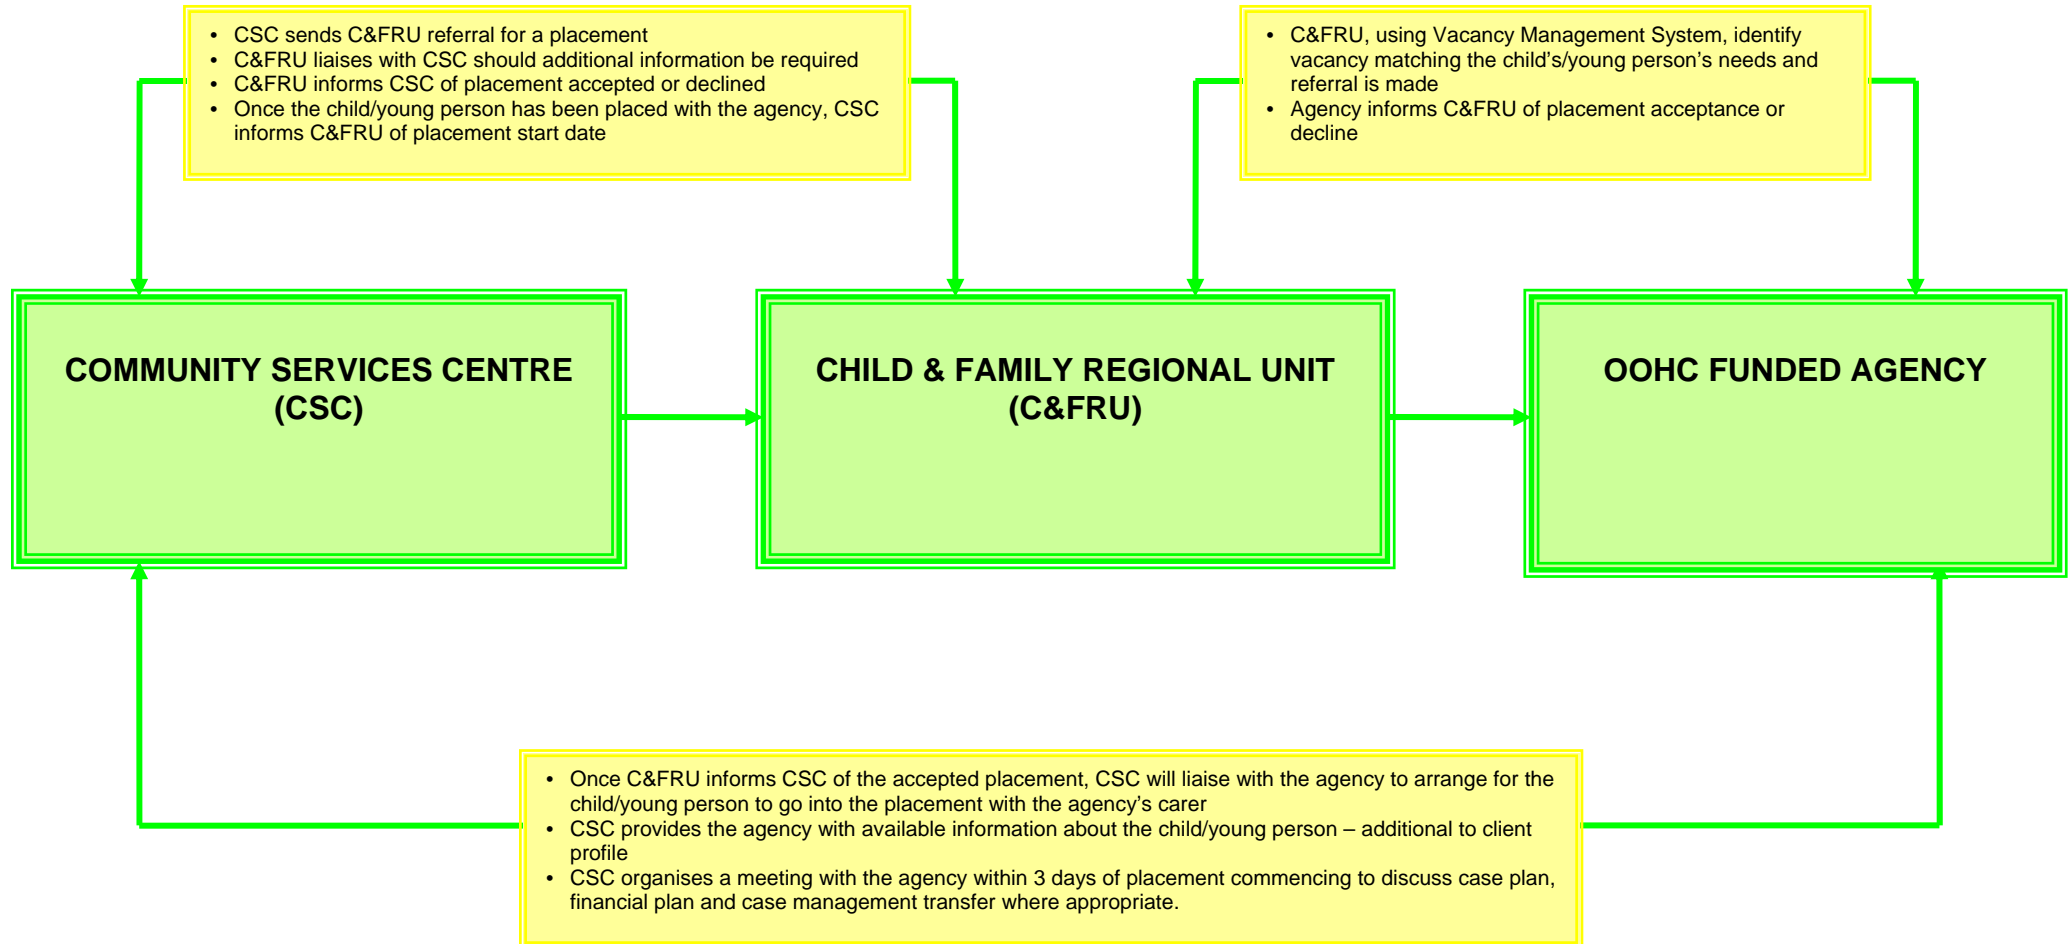 • CSC sends C&FRU referral for a placement
• C&FRU liaises with CSC should additional information be required
• C&FRU informs CSC of placement accepted or declined
• Once the child/young person has been placed with the agency, CSC
informs C&FRU of placement start date
• C&FRU, using Vacancy Management System, identify
vacancy matching the child’s/young person’s needs and
referral is made
• Agency informs C&FRU of placement acceptance or
decline
COMMUNITY SERVICES CENTRE
(CSC)
CHILD & FAMILY REGIONAL UNIT
(C&FRU)
OOHC FUNDED AGENCY
• Once C&FRU informs CSC of the accepted placement, CSC will liaise with the agency to arrange for the
child/young person to go into the placement with the agency’s carer
• CSC provides the agency with available information about the child/young person – additional to client
profile
• CSC organises a meeting with the agency within 3 days of placement commencing to discuss case plan,
financial plan and case management transfer where appropriate.